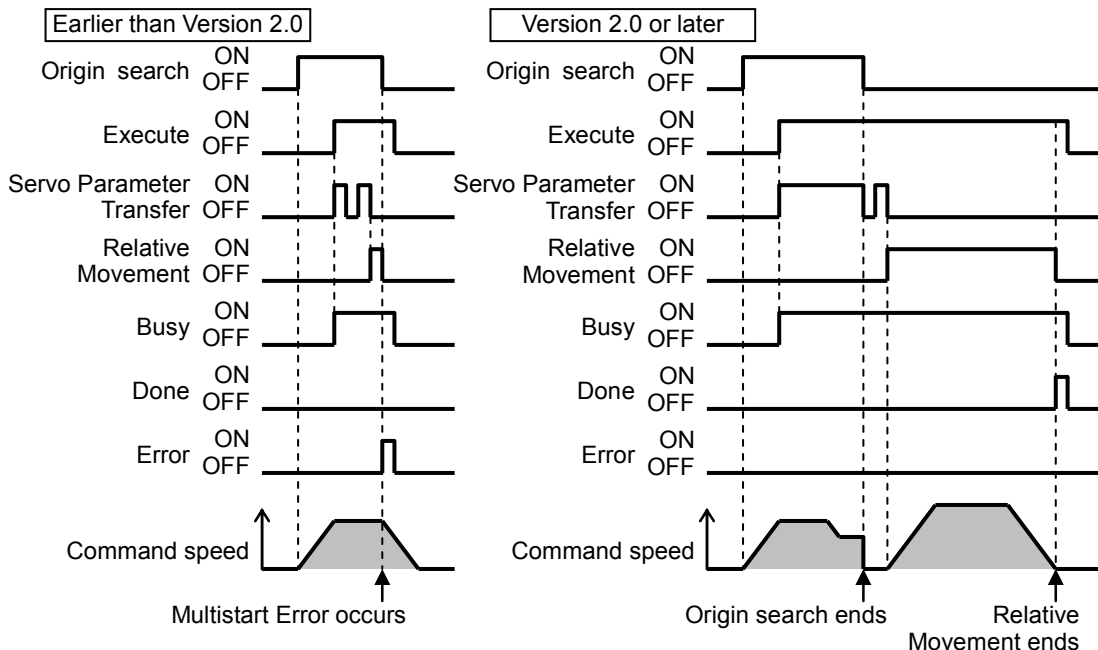 Earlier than Version 2.0
Origin search ON
OFF
Execute ON
OFF
Servo Parameter ON
Transfer OFF
Relative ON
Movement OFF
Busy ON
OFF
Done ON
OFF
Error ON
OFF
Command speed
Multistart Error occurs
Version 2.0 or later
Origin search ON
OFF
Execute ON
OFF
Servo Parameter ON
Transfer OFF
Relative ON
Movement OFF
Busy ON
OFF
Done ON
OFF
Error ON
OFF
Command speed
Origin search ends
Relative
Movement ends